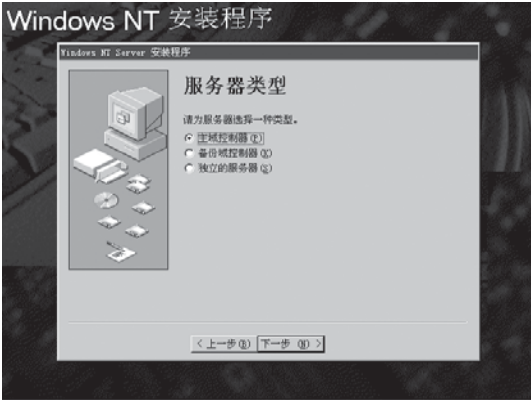 Windows NT 安装程序
Windows NT Server 安装程序
服务器类型
请为服务器选择一种类型。
主域控制器(P)
备份域控制器(K)
独立的服务器(S)
< 上一步(B) 下一步 (N) >